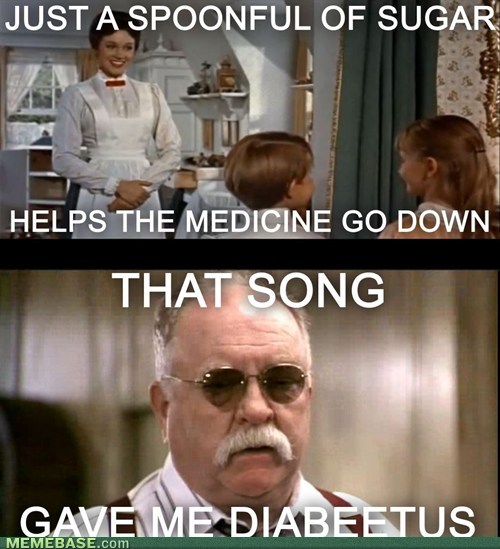 JUST A SPOONFUL OF SUGAR
HELPS THE MEDICINE GO DOWN
THAT SONG
GAVE ME DIABEETUS
MEMEBASE.com